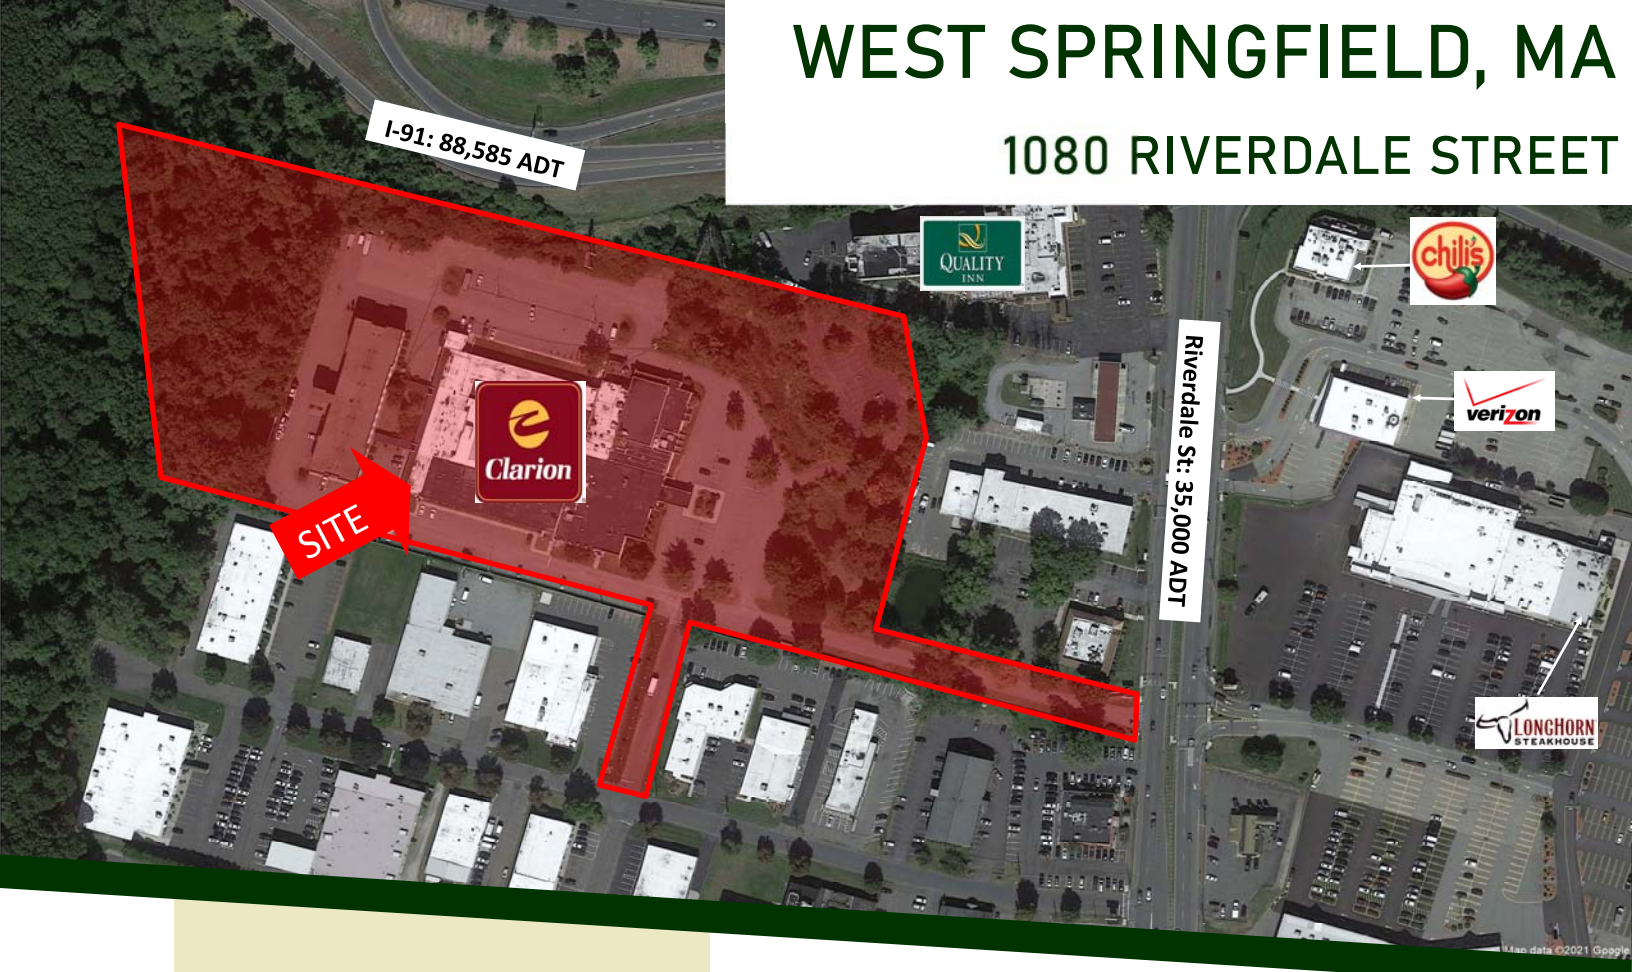 WEST SPRINGFIELD, MA
1080 RIVERDALE STREET
I-91: 88,585 ADT
QUALITY
INN
chili's
Riverdale St: 35,000 ADT
verizon
Clarion
SITE
LONGHORN
STEAKHOUSE
Map data ©2021 Google